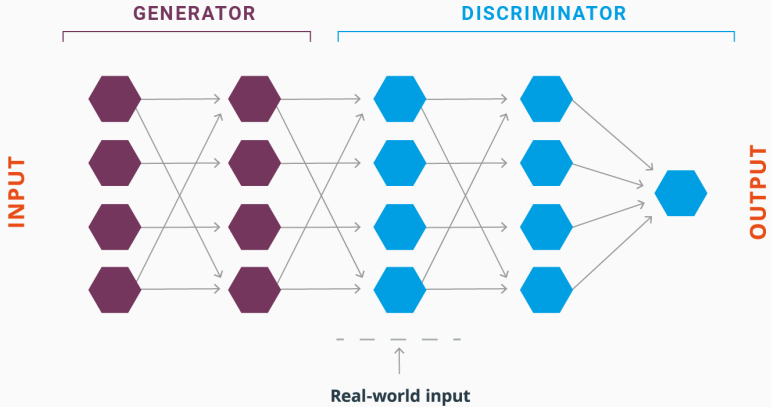 GENERATOR
DISCRIMINATOR
INPUT
OUTPUT
Real-world input